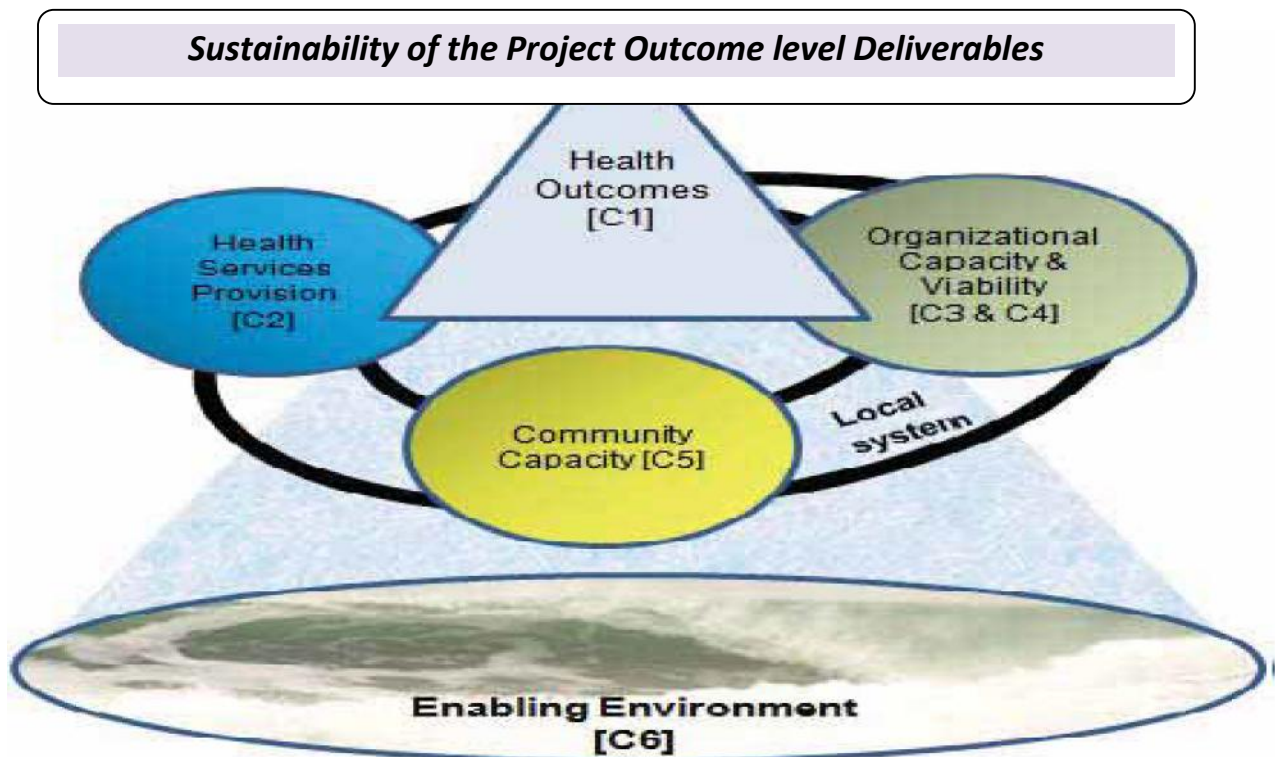 Sustainability of the Project Outcome level Deliverables
Health
Outcomes
[C1]
Health
Services
Provision
[C2]
Organizational
Capacity &
Viability
[C3 & C4]
Community
Capacity [C5]
Local
system
Enabling Environment
[C6]